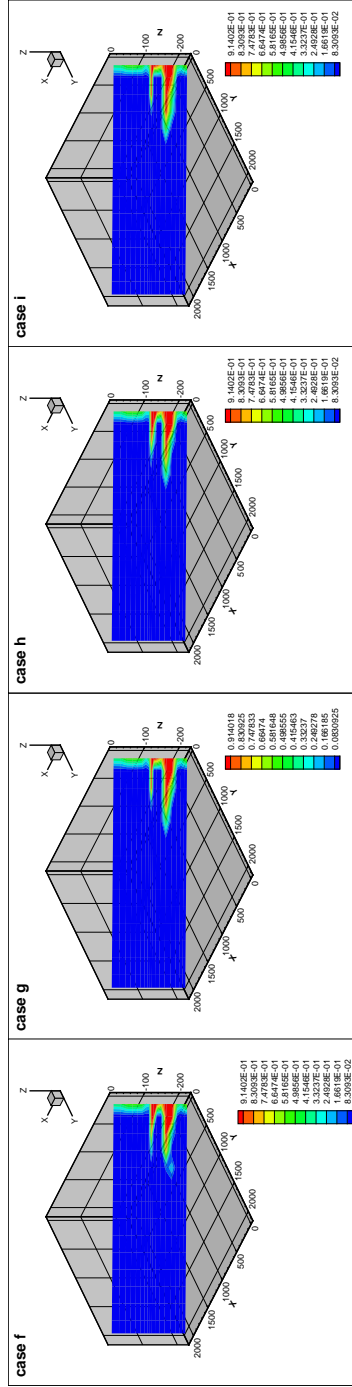 case f
Z
X
Y
0
-100
-200
Z
0
500
1000
1500
2000
Y
0
500
1000
1500
2000
X
9.1402E-01
8.3093E-01
7.4783E-01
6.6474E-01
5.8165E-01
4.9856E-01
4.1546E-01
3.3237E-01
2.4928E-01
1.6619E-01
8.3093E-02
case g
Z
X
Y
0
-100
-200
Z
0
500
1000
1500
2000
Y
0
500
1000
1500
2000
X
0.914018
0.830925
0.747833
0.66474
0.581648
0.498555
0.415463
0.33237
0.249278
0.166185
0.0830925
case h
Z
X
Y
0
-100
-200
Z
0
500
1000
1500
2000
Y
0
500
1000
1500
2000
X
9.1402E-01
8.3093E-01
7.4783E-01
6.6474E-01
5.8165E-01
4.9856E-01
4.1546E-01
3.3237E-01
2.4928E-01
1.6619E-01
8.3093E-02
case i
Z
X
Y
0
-100
-200
Z
0
500
1000
1500
2000
Y
0
500
1000
1500
2000
X
9.1402E-01
8.3093E-01
7.4783E-01
6.6474E-01
5.8165E-01
4.9856E-01
4.1546E-01
3.3237E-01
2.4928E-01
1.6619E-01
8.3093E-02